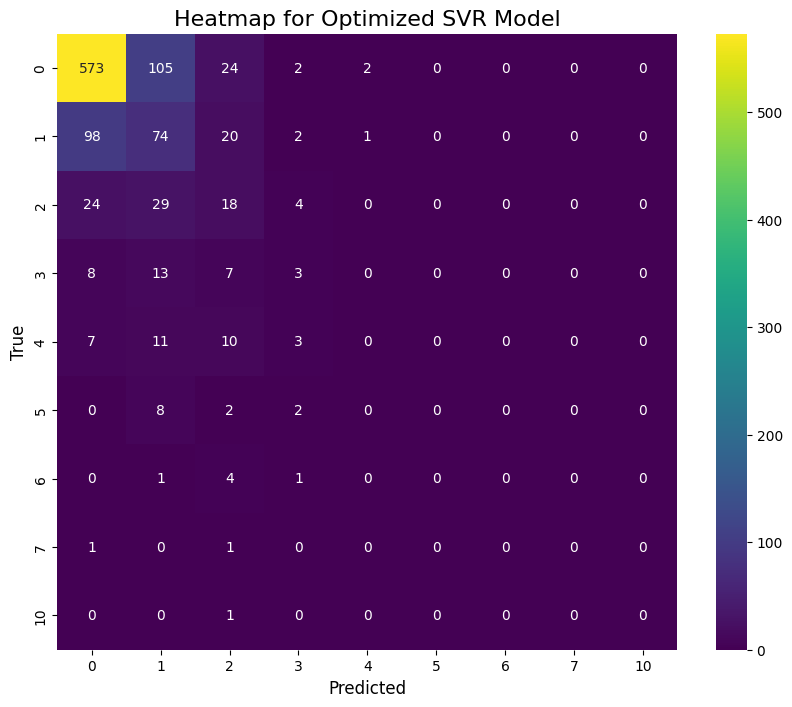 Heatmap for Optimized SVR Model
0 573 105 24 2 2 0 0 0 0
1 98 74 20 2 1 0 0 0 0
2 24 29 18 4 0 0 0 0 0
3 8 13 7 3 0 0 0 0 0
4 7 11 10 3 0 0 0 0 0
5 0 8 2 2 0 0 0 0 0
6 0 1 4 1 0 0 0 0 0
7 1 0 1 0 0 0 0 0 0
10 0 0 1 0 0 0 0 0 0
0 1 2 3 4 5 6 7 10
Predicted
True
500
400
300
200
100
0